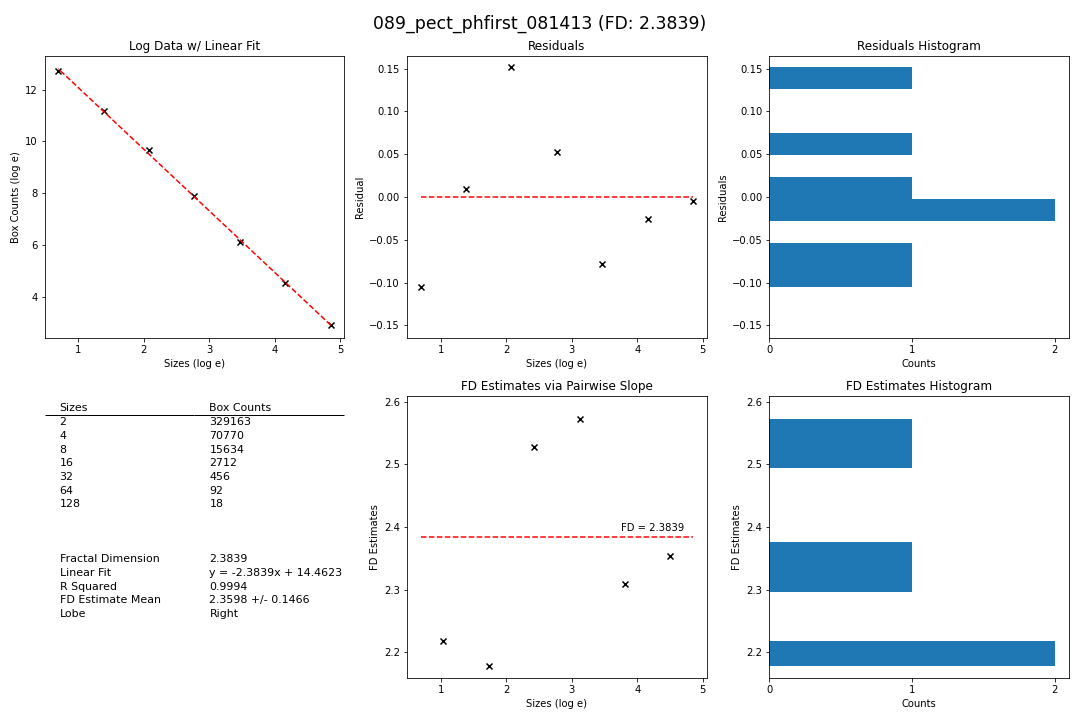 089_pect_phfirst_081413 (FD: 2.3839)
Log Data w/ Linear Fit
Box Counts (log e)
12
10
8
6
4
1 2 3 4 5
Sizes (log e)
Residuals
Residual
0.15
0.10
0.05
0.00
−0.05
−0.10
−0.15
1 2 3 4 5
Sizes (log e)
Residuals Histogram
Residuals
0.15
0.10
0.05
0.00
−0.05
−0.10
−0.15
0 1 2
Counts
Sizes Box Counts
2 329163
4 70770
8 15634
16 2712
32 456
64 92
128 18
Fractal Dimension 2.3839
Linear Fit y = -2.3839x + 14.4623
R Squared 0.9994
FD Estimate Mean 2.3598 +/- 0.1466
Lobe Right
FD Estimates via Pairwise Slope
FD Estimates
2.6
2.5
2.4
2.3
2.2
FD = 2.3839
1 2 3 4 5
Sizes (log e)
FD Estimates Histogram
FD Estimates
2.6
2.5
2.4
2.3
2.2
0 1 2
Counts